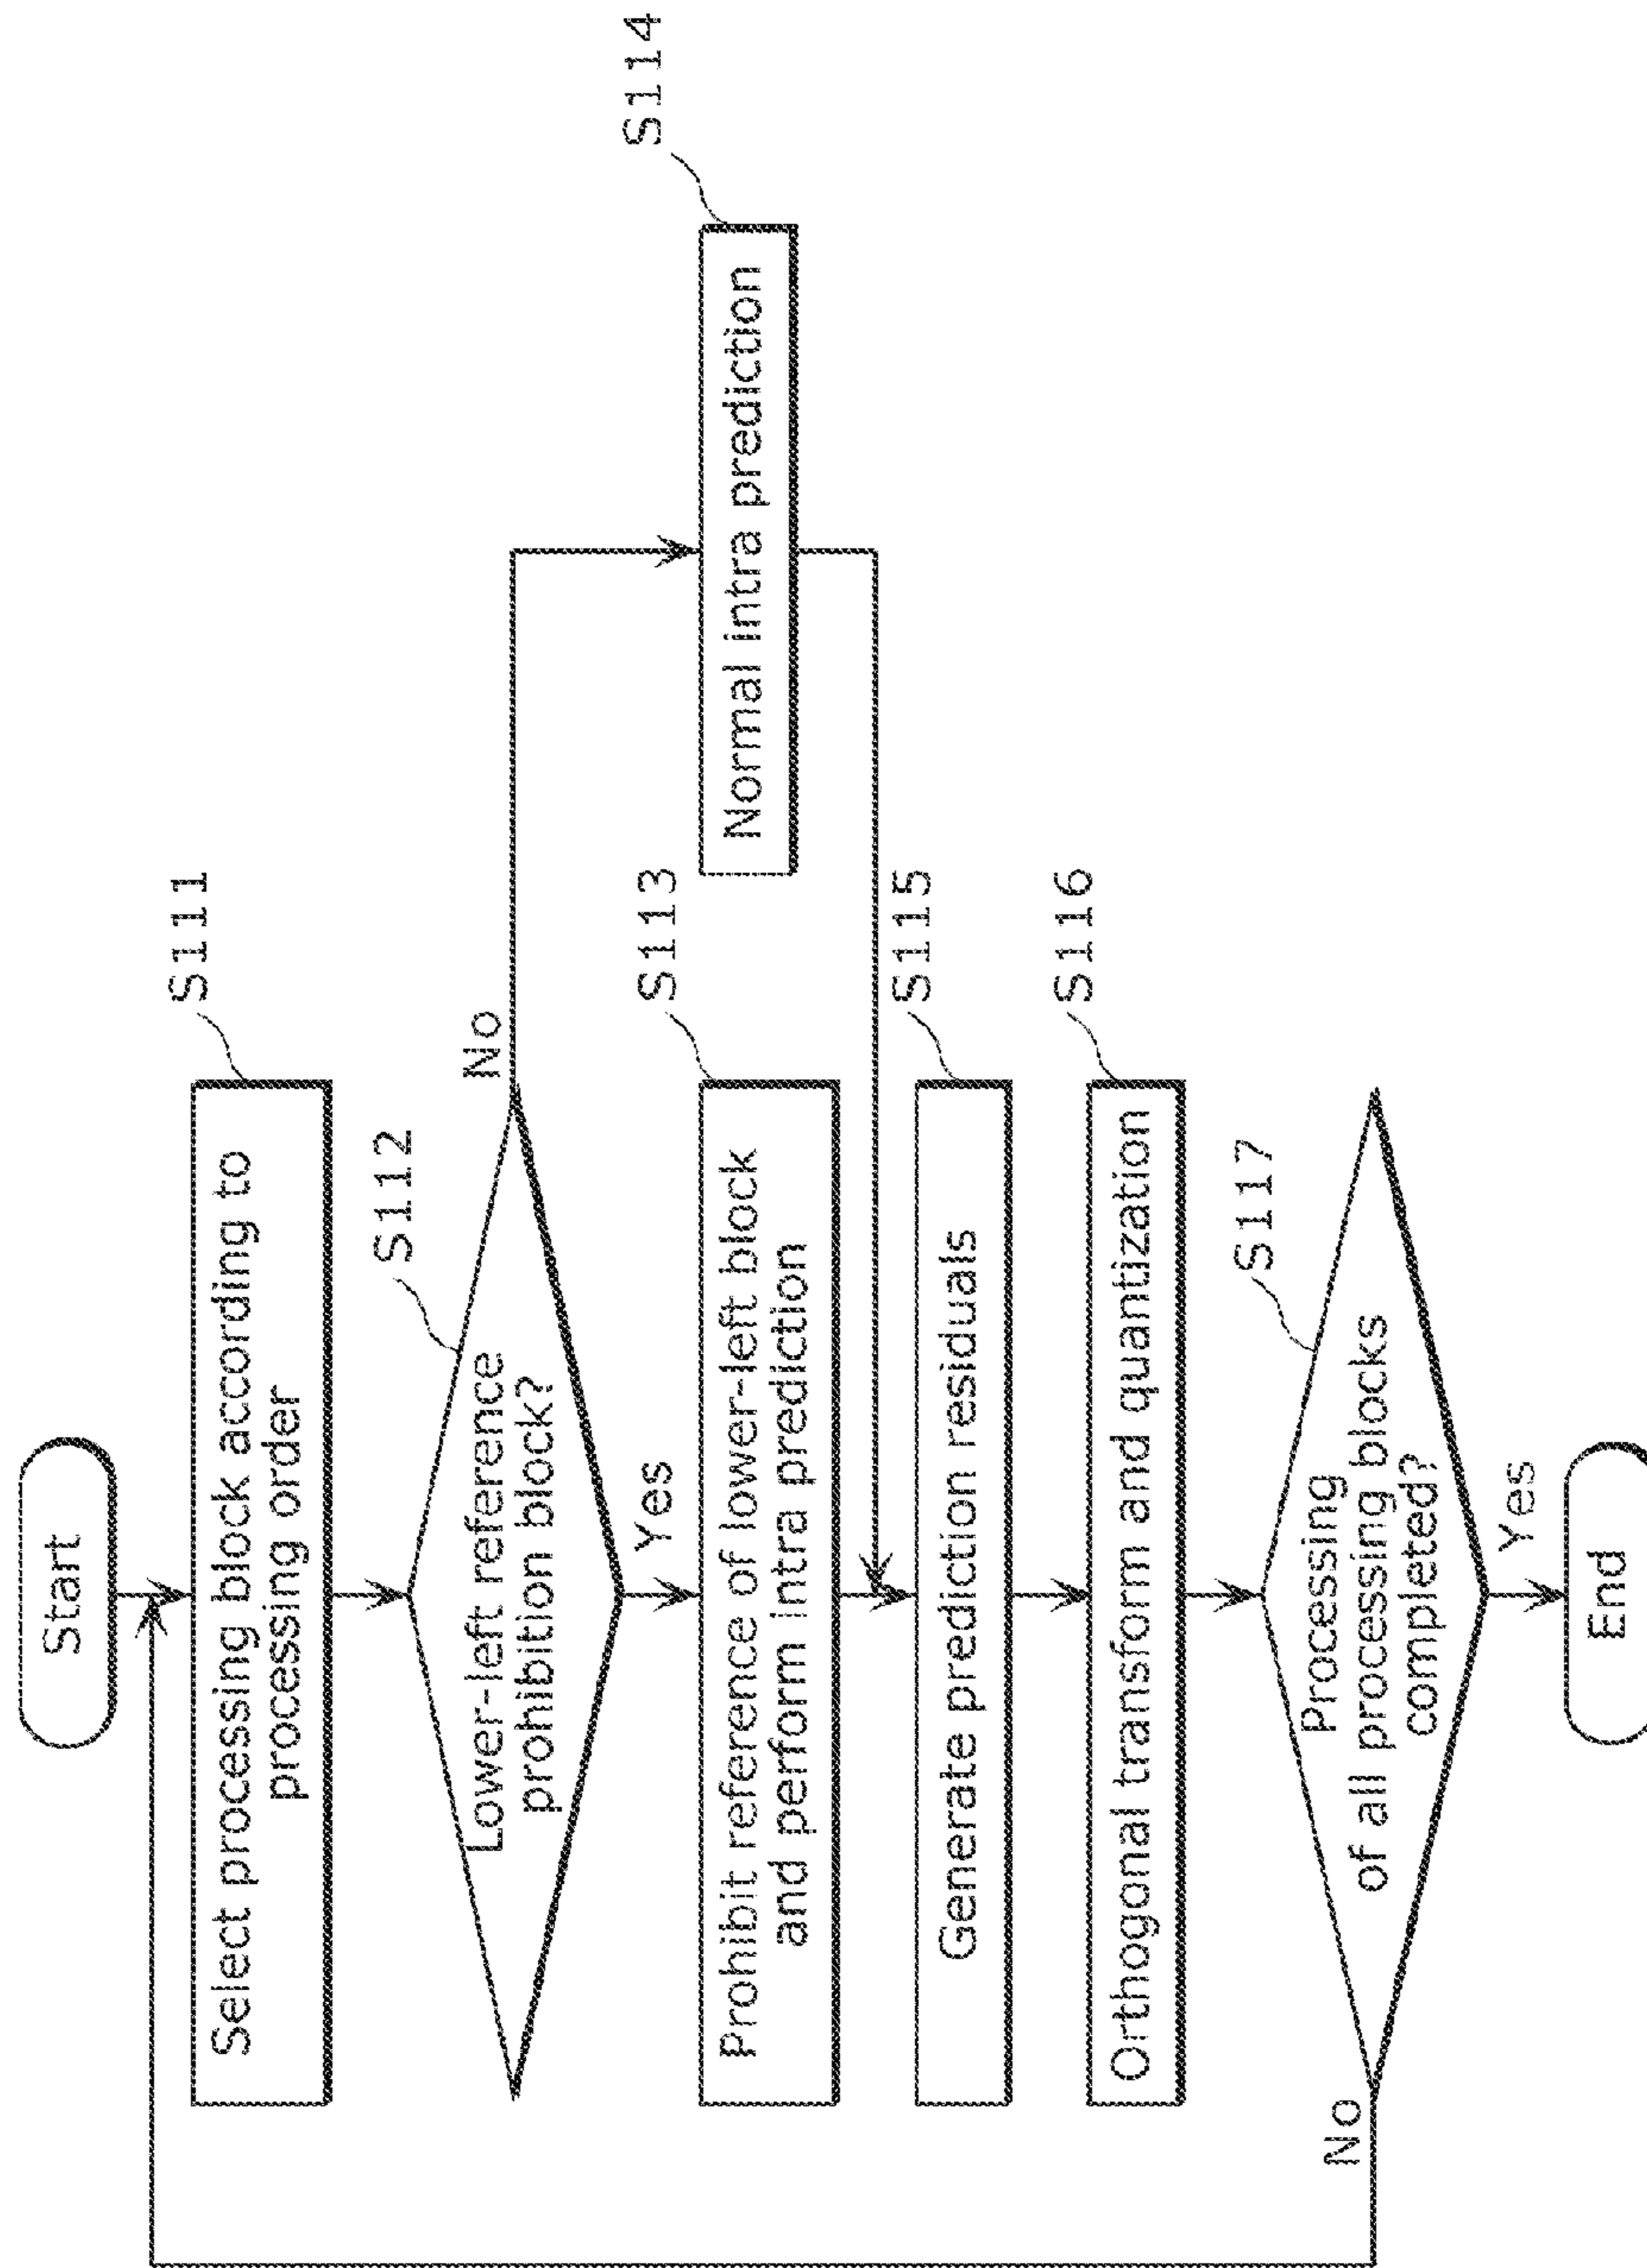 Start
S111
Select processing block according to
processing order
S112
Lower-left reference
prohibition block?
No
Yes
S113
Prohibit reference of lower-left block
and perform intra prediction
S114
Normal intra prediction
S115
Generate prediction residuals
S116
Orthogonal transform and quantization
S117
Processing
of all processing blocks
completed?
No
Yes
End